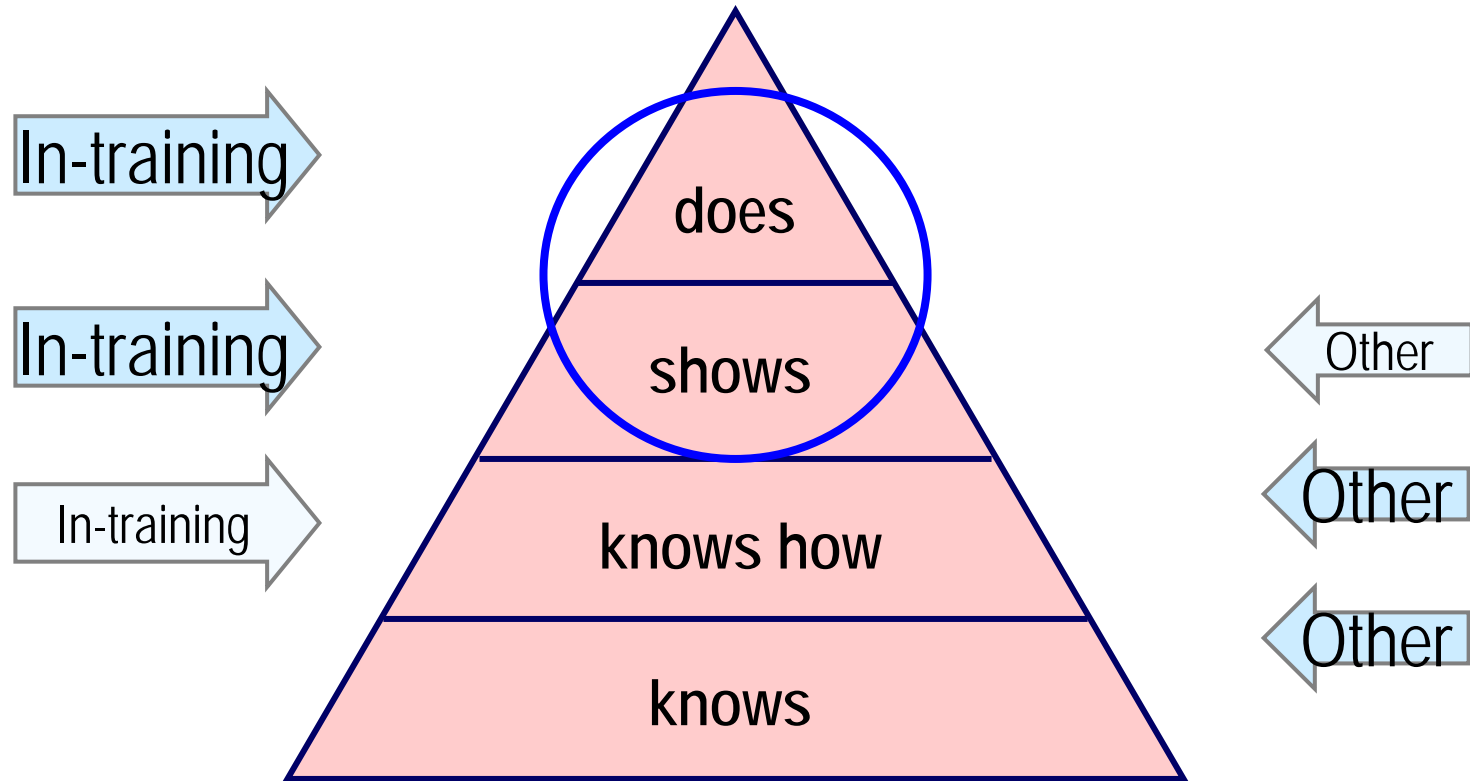 In-training
does
In-training
shows
Other
In-training
knows how
Other
knows
Other